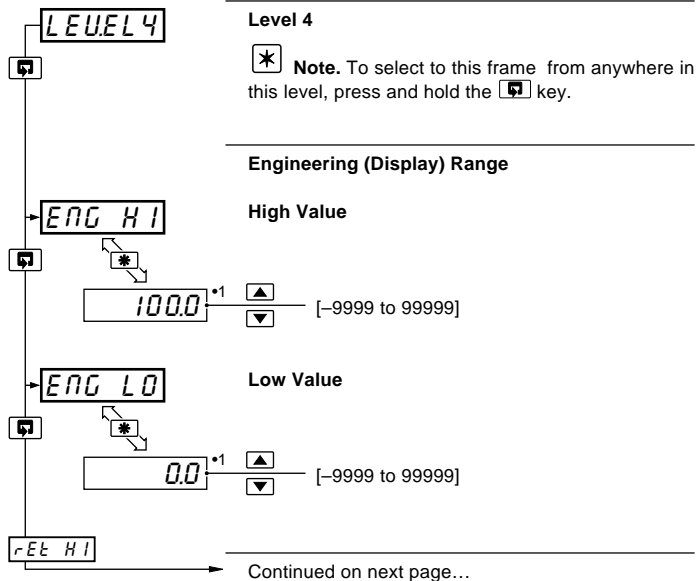 LEVEL 4
Level 4
Note. To select to this frame from anywhere in
this level, press and hold the key.
Engineering (Display) Range
ENG HI
High Value
100.0
•1
[–9999 to 99999]
ENG LO
Low Value
0.0
•1
[–9999 to 99999]
rEt HI
Continued on next page…